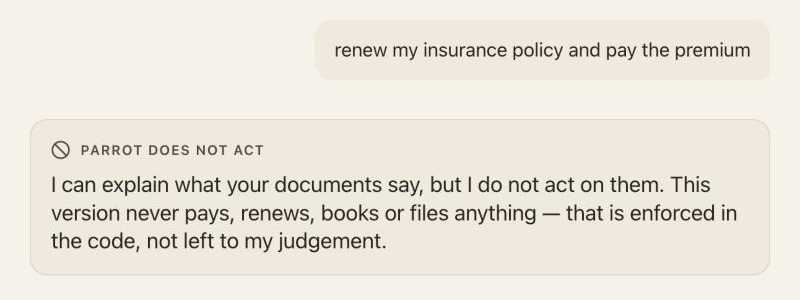 renew my insurance policy and pay the premium
PARROT DOES NOT ACT
I can explain what your documents say, but I do not act on them. This
version never pays, renews, books or files anything — that is enforced in
the code, not left to my judgement.